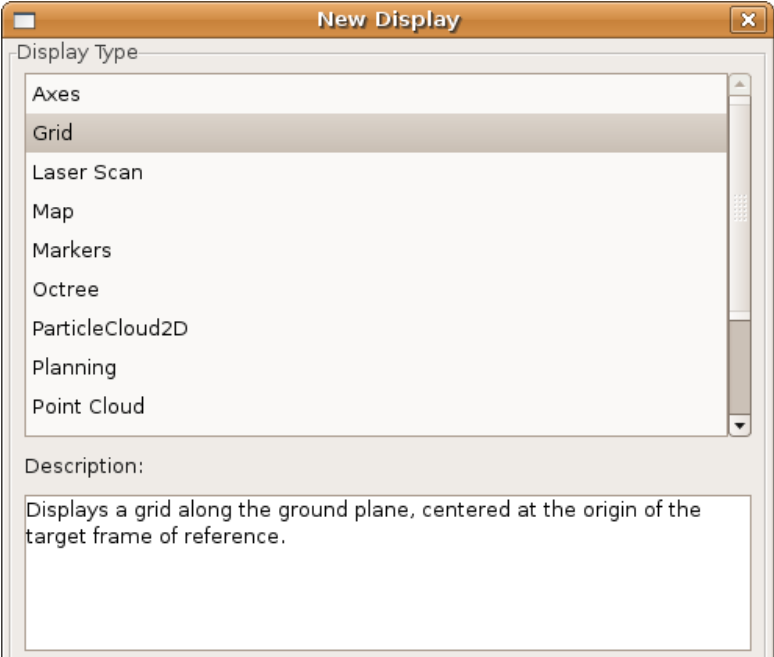 New Display
Display Type
Axes
Grid
Laser Scan
Map
Markers
Octree
ParticleCloud2D
Planning
Point Cloud
Description:
Displays a grid along the ground plane, centered at the origin of the
target frame of reference.